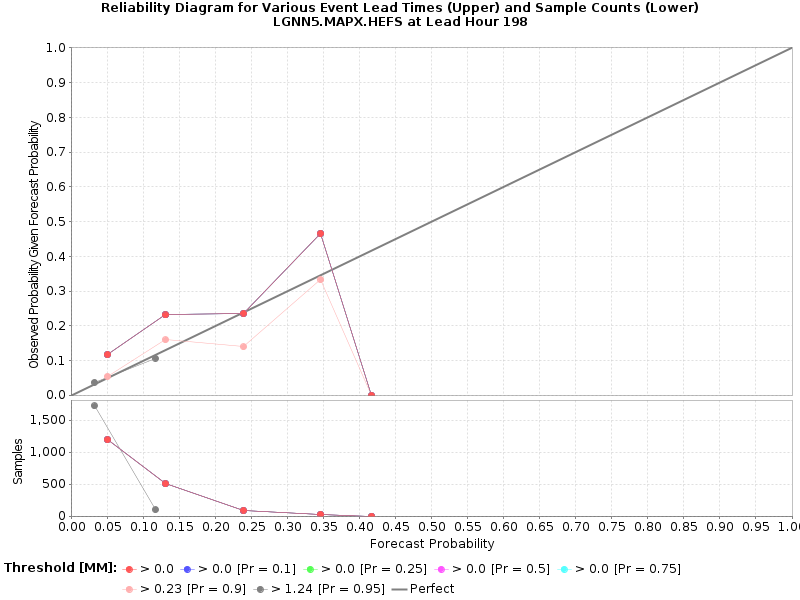 Reliability Diagram for Various Event Lead Times (Upper) and Sample Counts (Lower)
LGNN5.MAPX.HEFS at Lead Hour 198
Observed Probability Given Forecast Probability
1.0
0.9
0.8
0.7
0.6
0.5
0.4
0.3
0.2
0.1
0.0
Samples
1,500
1,000
500
0
0.00 0.05 0.10 0.15 0.20 0.25 0.30 0.35 0.40 0.45 0.50 0.55 0.60 0.65 0.70 0.75 0.80 0.85 0.90 0.95 1.0
Forecast Probability
Threshold [MM]: > 0.0 > 0.0 [Pr = 0.1] > 0.0 [Pr = 0.25] > 0.0 [Pr = 0.5] > 0.0 [Pr = 0.75]
> 0.23 [Pr = 0.9] > 1.24 [Pr = 0.95] Perfect